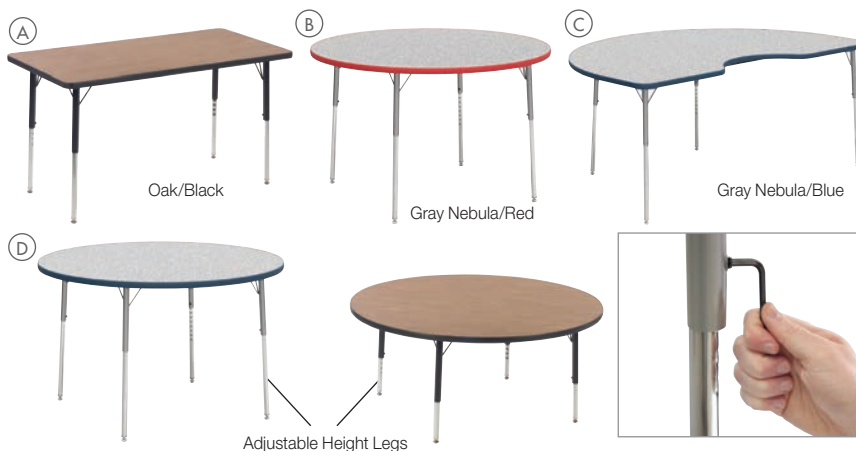 A
B
C
Oak/Black
Gray Nebula/Red
Gray Nebula/Blue
D
Adjustable Height Legs